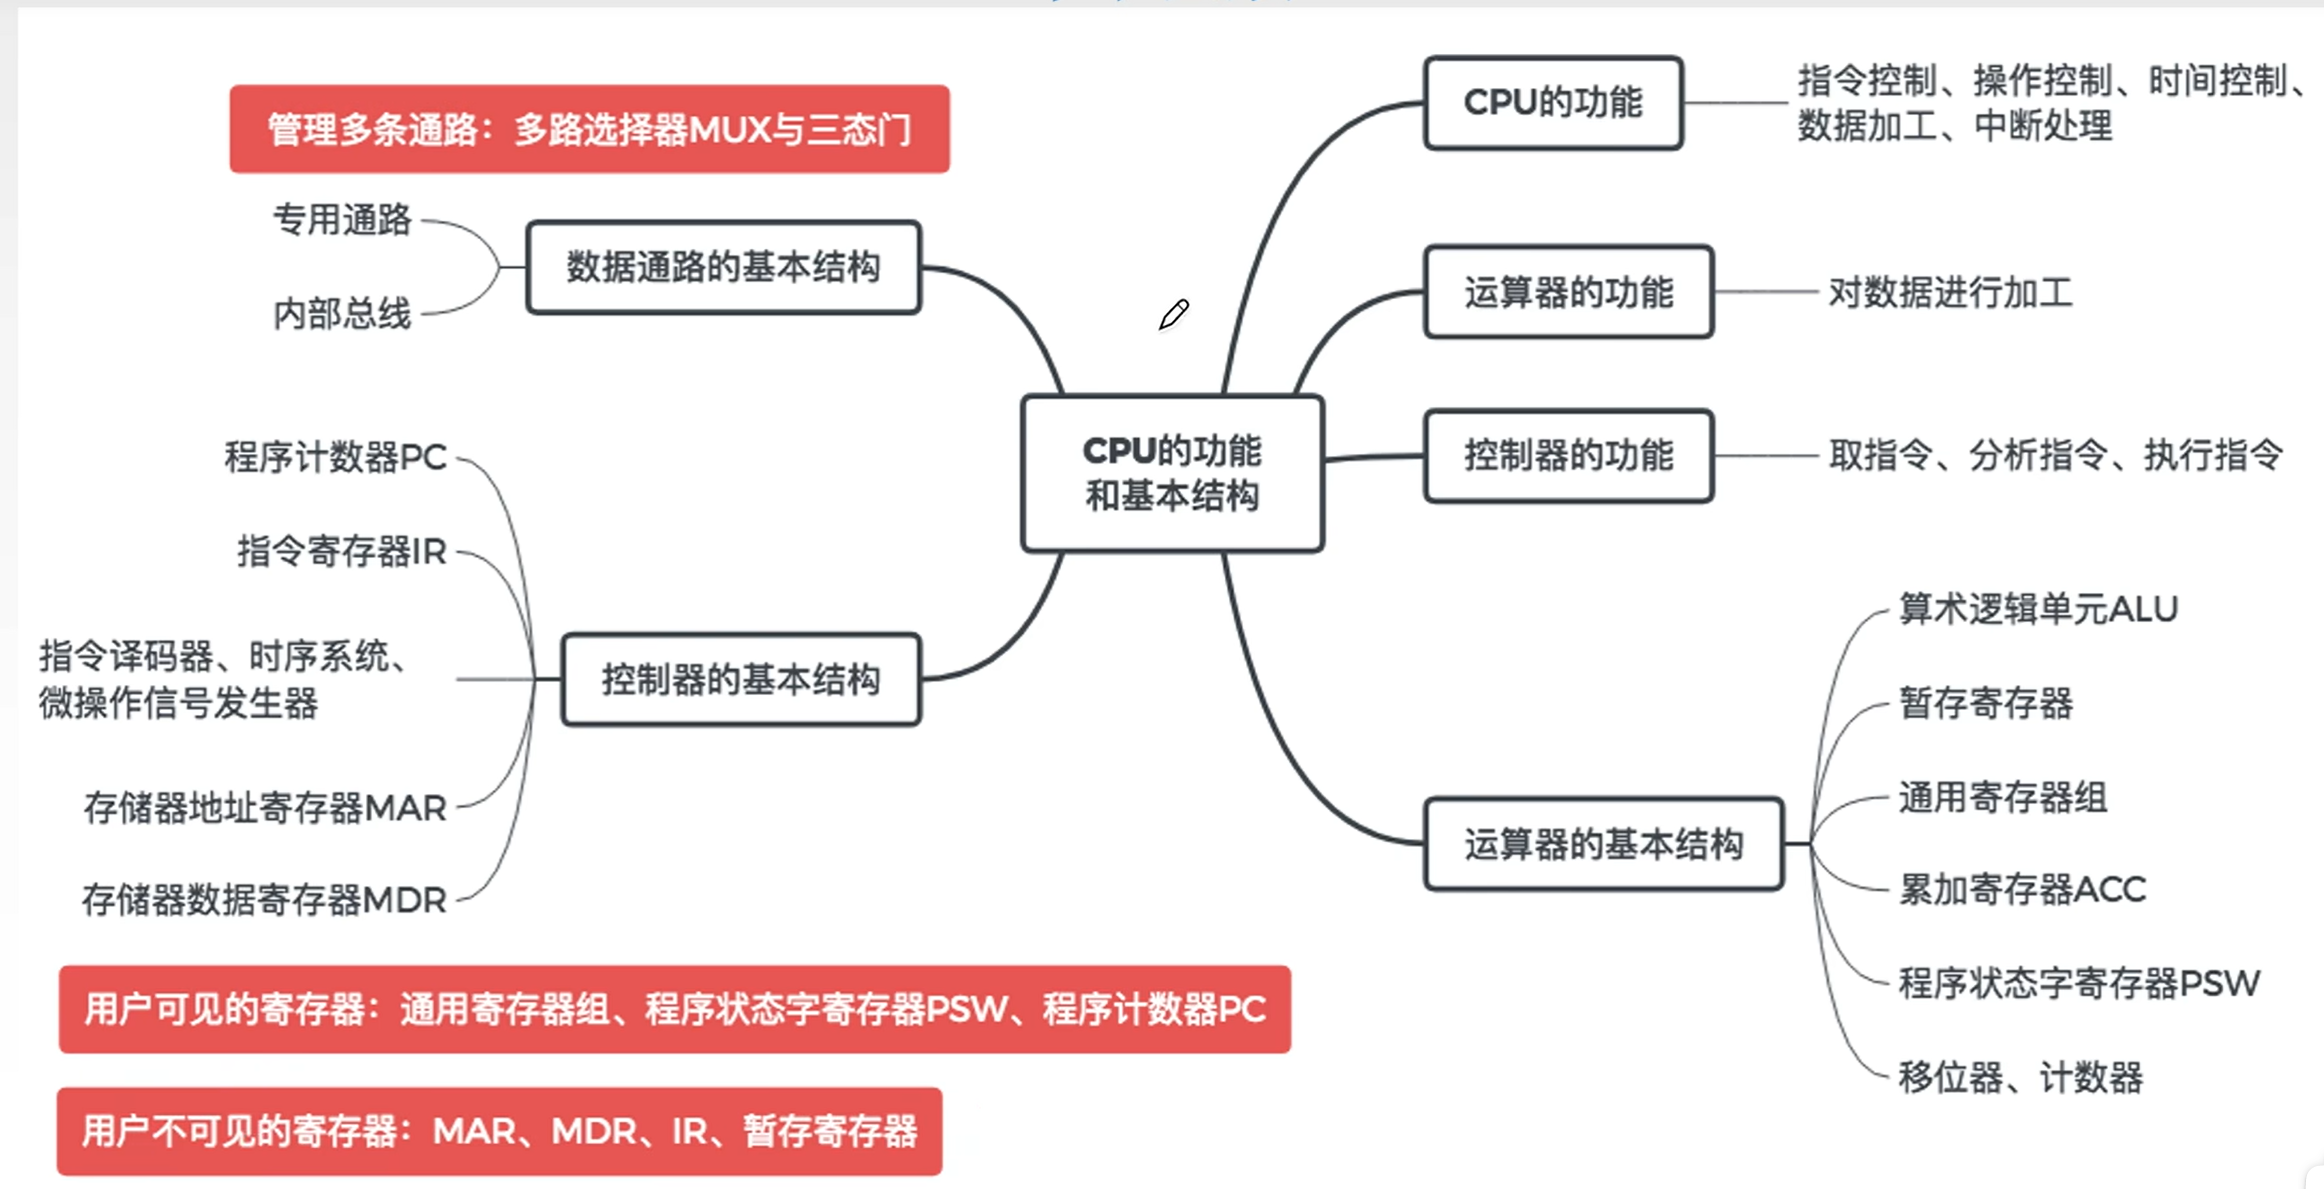 管理多条通路：多路选择器MUX与三态门
专用通路
内部总线
数据通路的基本结构
程序计数器PC
指令寄存器IR
指令译码器、时序系统、
微操作信号发生器
存储器地址寄存器MAR
存储器数据寄存器MDR
控制器的基本结构
用户可见的寄存器：通用寄存器组、程序状态字寄存器PSW、程序计数器PC
用户不可见的寄存器：MAR、MDR、IR、暂存寄存器
CPU的功能
和基本结构
CPU的功能
指令控制、操作控制、时间控制、
数据加工、中断处理
运算器的功能
对数据进行加工
控制器的功能
取指令、分析指令、执行指令
运算器的基本结构
算术逻辑单元ALU
暂存寄存器
通用寄存器组
累加寄存器ACC
程序状态字寄存器PSW
移位器、计数器